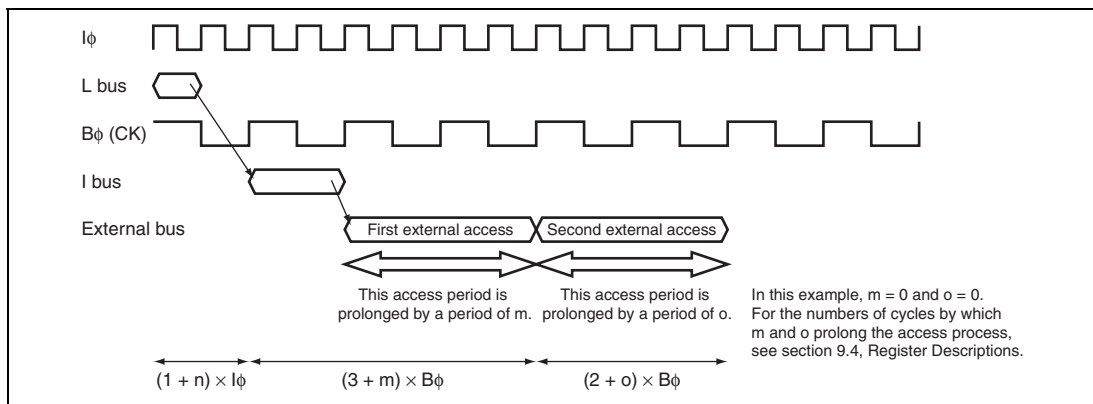 Iϕ
L bus
Bϕ (CK)
I bus
External bus
First external access
Second external access
This access period is
prolonged by a period of m.
This access period is
prolonged by a period of o.
In this example, m = 0 and o = 0.
For the numbers of cycles by which
m and o prolong the access process,
see section 9.4, Register Descriptions.
(1 + n) × Iϕ
(3 + m) × Bϕ
(2 + o) × Bϕ